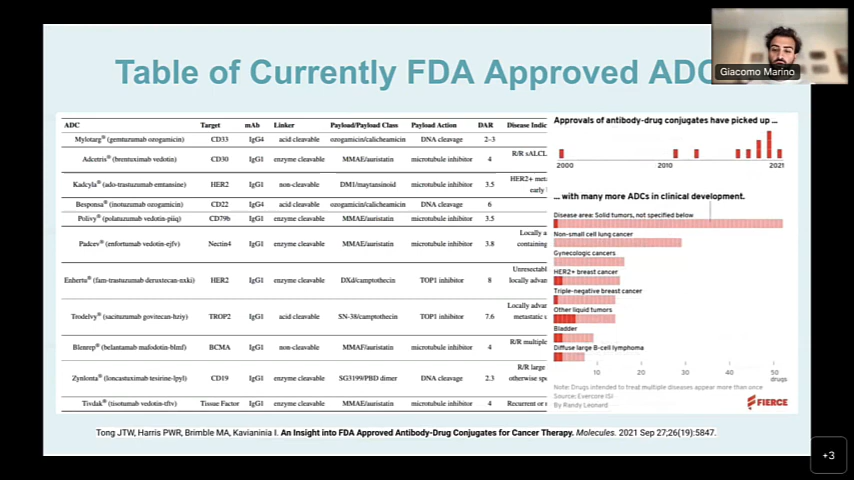 Table of Currently FDA Approved ADC
Giacomo Marino
ADC Target mAb Linker Payload/Payload Class Payload Action DAR Disease Indic
Mylotarg® (gemtuzumab ozogamicin) CD33 IgG4 acid cleavable ozogamicin/calicheamicin DNA cleavage 2–3
Adcetris® (brentuximab vedotin) CD30 IgG1 enzyme cleavable MMAE/auristatin microtubule inhibitor 4 R/R sALCL
Kadcyla® (ado-trastuzumab emtansine) HER2 IgG1 non-cleavable DM1/maytansinoid microtubule inhibitor 3.5 HER2+ met
early
Besponsa® (inotuzumab ozogamicin) CD22 IgG4 acid cleavable ozogamicin/calicheamicin DNA cleavage 6
Polivy® (polatuzumab vedotin-piiq) CD79b IgG1 enzyme cleavable MMAE/auristatin microtubule inhibitor 3.5
Padcev® (enfortumab vedotin-ejfv) Nectin4 IgG1 enzyme cleavable MMAE/auristatin microtubule inhibitor 3.8 Locally a
containing
Enhertu® (fam-trastuzumab deruxtecan-nxki) HER2 IgG1 enzyme cleavable DXd/camptothecin TOP1 inhibitor 8 Unresectabl
locally advan
Trodelvy® (sacituzumab govitecan-hziy) TROP2 IgG1 acid cleavable SN-38/camptothecin TOP1 inhibitor 7.6 Locally advan
metastatic
Blenrep® (belantamab mafodotin-blmf) BCMA IgG1 non-cleavable MMAF/auristatin microtubule inhibitor 4 R/R multiple
Zynlonta® (loncastuximab tesirine-lpyl) CD19 IgG1 enzyme cleavable SG3199/PBD dimer DNA cleavage 2.3 R/R large
otherwise spe
Tivdak® (tisotumab vedotin-tftv) Tissue Factor IgG1 enzyme cleavable MMAE/auristatin microtubule inhibitor 4 Recurrent or
Approvals of antibody-drug conjugates have picked up ...
2000 2010 2021
... with many more ADCs in clinical development.
Disease area: Solid tumors, not specified below
Non-small cell lung cancer
Gynecologic cancers
HER2+ breast cancer
Triple-negative breast cancer
Other liquid tumors
Bladder
Diffuse large B-cell lymphoma
10 20 30 40 50
drugs
Note: Drugs intended to treat multiple diseases appear more than once
Source: Evercore ISI
By Randy Leonard
FIERCE
Tong JTW, Harris PWR, Brimble MA, Kavianinia I. An Insight into FDA Approved Antibody-Drug Conjugates for Cancer Therapy. Molecules. 2021 Sep 27;26(19):5847.
+3